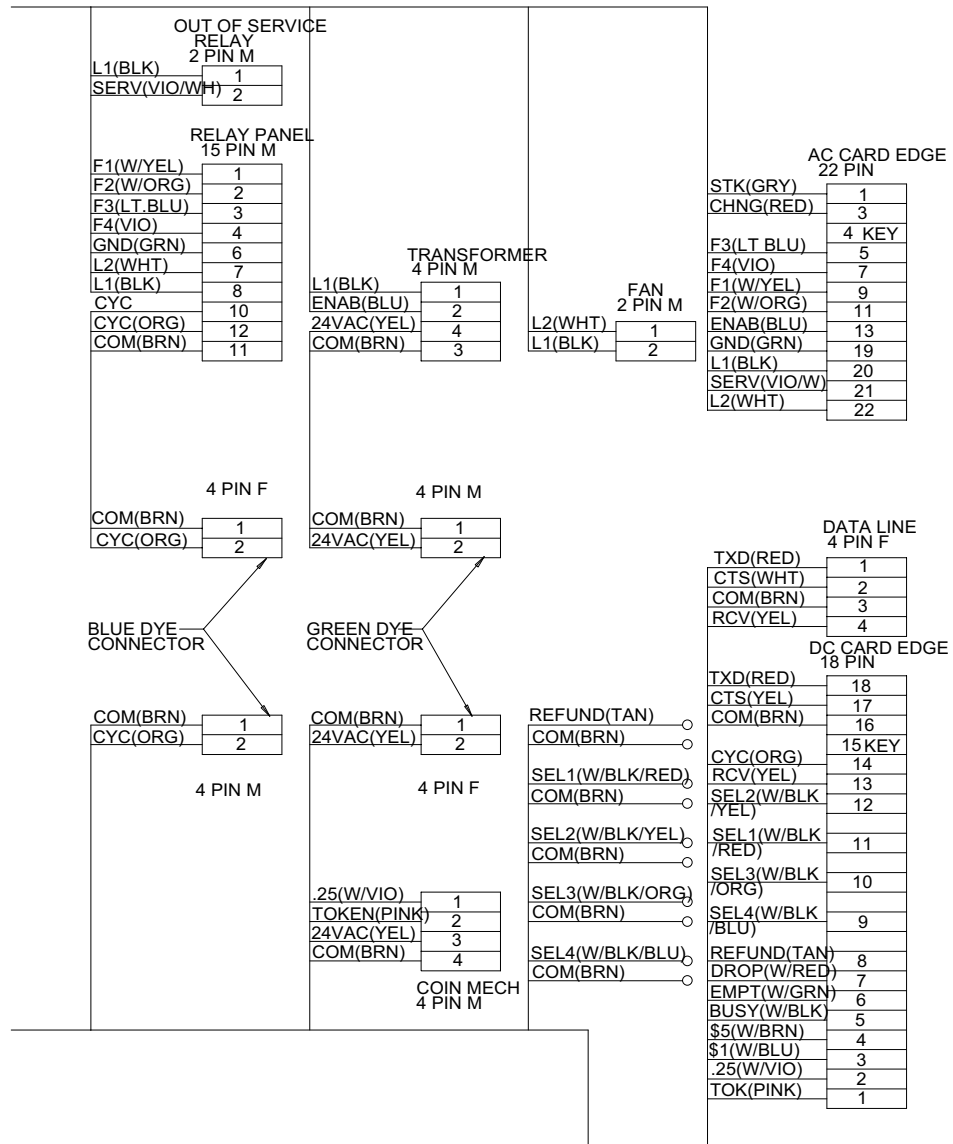 OUT OF SERVICE
RELAY
2 PIN M
L1(BLK)
1
SERV(VIO/WH)
2
RELAY PANEL
15 PIN M
F1(W/YEL)
1
F2(W/ORG)
2
F3(LT.BLU)
3
F4(VIO)
4
GND(GRN)
6
L2(WHT)
7
L1(BLK)
8
CYC
10
CYC(ORG)
12
COM(BRN)
11
TRANSFORMER
4 PIN M
L1(BLK)
1
ENAB(BLU)
2
24VAC(YEL)
4
COM(BRN)
3
FAN
2 PIN M
L2(WHT)
1
L1(BLK)
2
AC CARD EDGE
22 PIN
STK(GRY)
1
CHNG(RED)
3
4 KEY
F3(LT BLU)
5
F4(VIO)
7
F1(W/YEL)
9
F2(W/ORG)
11
ENAB(BLU)
13
GND(GRN)
19
L1(BLK)
20
SERV(VIO/W)
21
L2(WHT)
22
4 PIN F
COM(BRN)
1
CYC(ORG)
2
4 PIN M
COM(BRN)
1
24VAC(YEL)
2
BLUE DYE
CONNECTOR
GREEN DYE
CONNECTOR
COM(BRN)
1
CYC(ORG)
2
4 PIN M
COM(BRN)
1
24VAC(YEL)
2
4 PIN F
.25(W/VIO)
1
TOKEN(PINK)
2
24VAC(YEL)
3
COM(BRN)
4
COIN MECH
4 PIN M
REFUND(TAN)
COM(BRN)
SEL1(W/BLK/RED)
COM(BRN)
SEL2(W/BLK/YEL)
COM(BRN)
SEL3(W/BLK/ORG)
COM(BRN)
SEL4(W/BLK/BLU)
COM(BRN)
DATA LINE
4 PIN F
TXD(RED)
1
CTS(WHT)
2
COM(BRN)
3
RCV(YEL)
4
DC CARD EDGE
18 PIN
TXD(RED)
18
CTS(YEL)
17
COM(BRN)
16
15 KEY
CYC(ORG)
14
RCV(YEL)
13
SEL2(W/BLK
/YEL)
12
SEL1(W/BLK
/RED)
11
SEL3(W/BLK
/ORG)
10
SEL4(W/BLK
/BLU)
9
REFUND(TAN)
8
DROP(W/RED)
7
EMPT(W/GRN)
6
BUSY(W/BLK)
5
$5(W/BRN)
4
$1(W/BLU)
3
.25(W/VIO)
2
TOK(PINK)
1